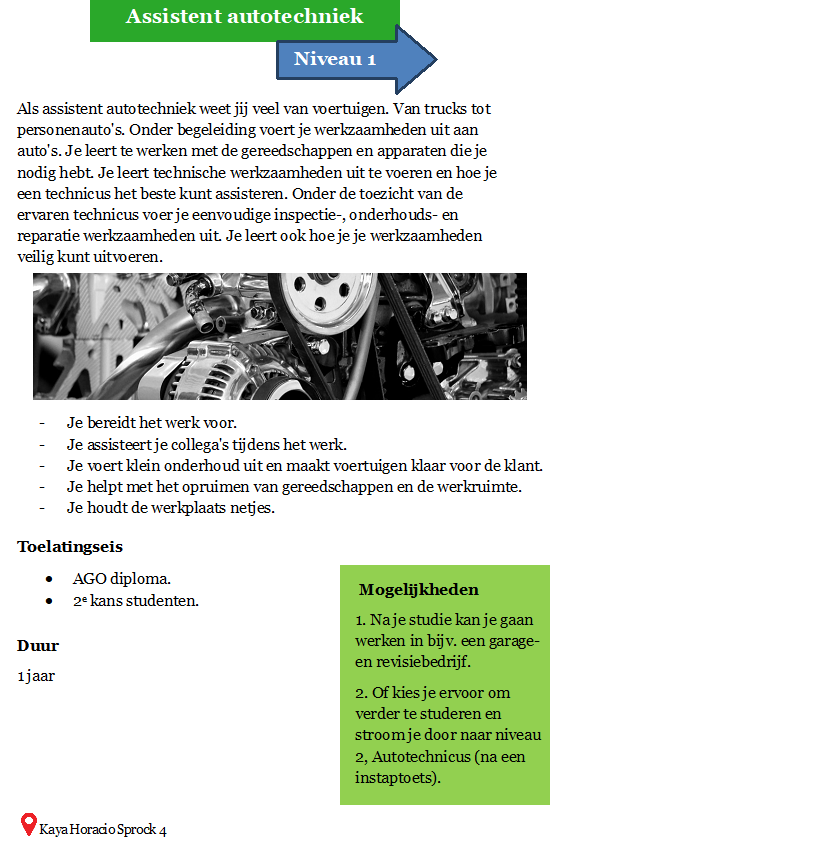 Assistent autotechniek
Niveau 1
Als assistent autotechniek weet jij veel van voertuigen. Van trucks tot
personenauto's. Onder begeleiding voert je werkzaamheden uit aan
auto's. Je leert te werken met de gereedschappen en apparaten die je
nodig hebt. Je leert technische werkzaamheden uit te voeren en hoe je
een technicus het beste kunt assisteren. Onder de toezicht van de
ervaren technicus voer je eenvoudige inspectie-, onderhouds- en
reparatie werkzaamheden uit. Je leert ook hoe je je werkzaamheden
veilig kunt uitvoeren.
- Je bereidt het werk voor.
- Je assisteert je collega's tijdens het werk.
- Je voert klein onderhoud uit en maakt voertuigen klaar voor de klant.
- Je helpt met het opruimen van gereedschappen en de werkruimte.
- Je houdt de werkplaats netjes.
Toelatingseis
• AGO diploma.
• 2e kans studenten.
Duur
1 jaar
Mogelijkheden
1. Na je studie kan je gaan
werken in bijv. een garage-
en revisiebedrijf.
2. Of kies je ervoor om
verder te studeren en
stroom je door naar niveau
2, Autotechnicus (na een
instaptoets).
Kaya Horacio Sprock 4